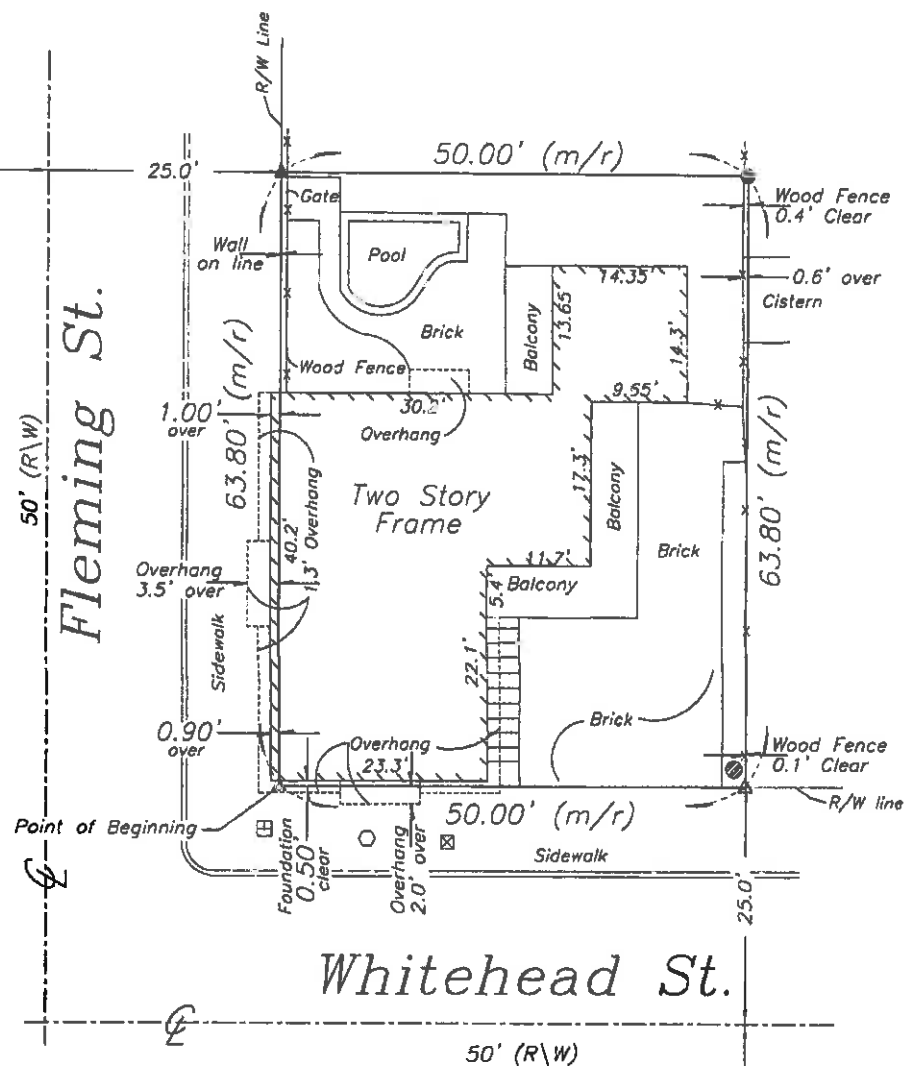 R/W Line
50.00' (m/r)
25.0'
Gate
Wood Fence
0.4' Clear
Wall
on line
Pool
0.6' over
Cistern
14.35'
13.65'
14.3'
Balcony
Brick
Wood Fence
9.65'
30.2'
Overhang
1.00'
over
63.80' (m/r)
Fleming St.
50' (R\W)
Overhang
40.2'
1.3'
Two Story
Frame
17.3'
Balcony
Brick
63.80' (m/r)
Overhang
3.5' over
11.7'
Balcony
5.4'
Sidewalk
22.1'
0.90'
over
Overhang
23.3'
Brick
Wood Fence
0.1' Clear
R/W line
Point of Beginning
50.00' (m/r)
Foundation
0.50'
clear
Overhang
2.0' over
Sidewalk
25.0'
℄
Whitehead St.
℄
50' (R\W)